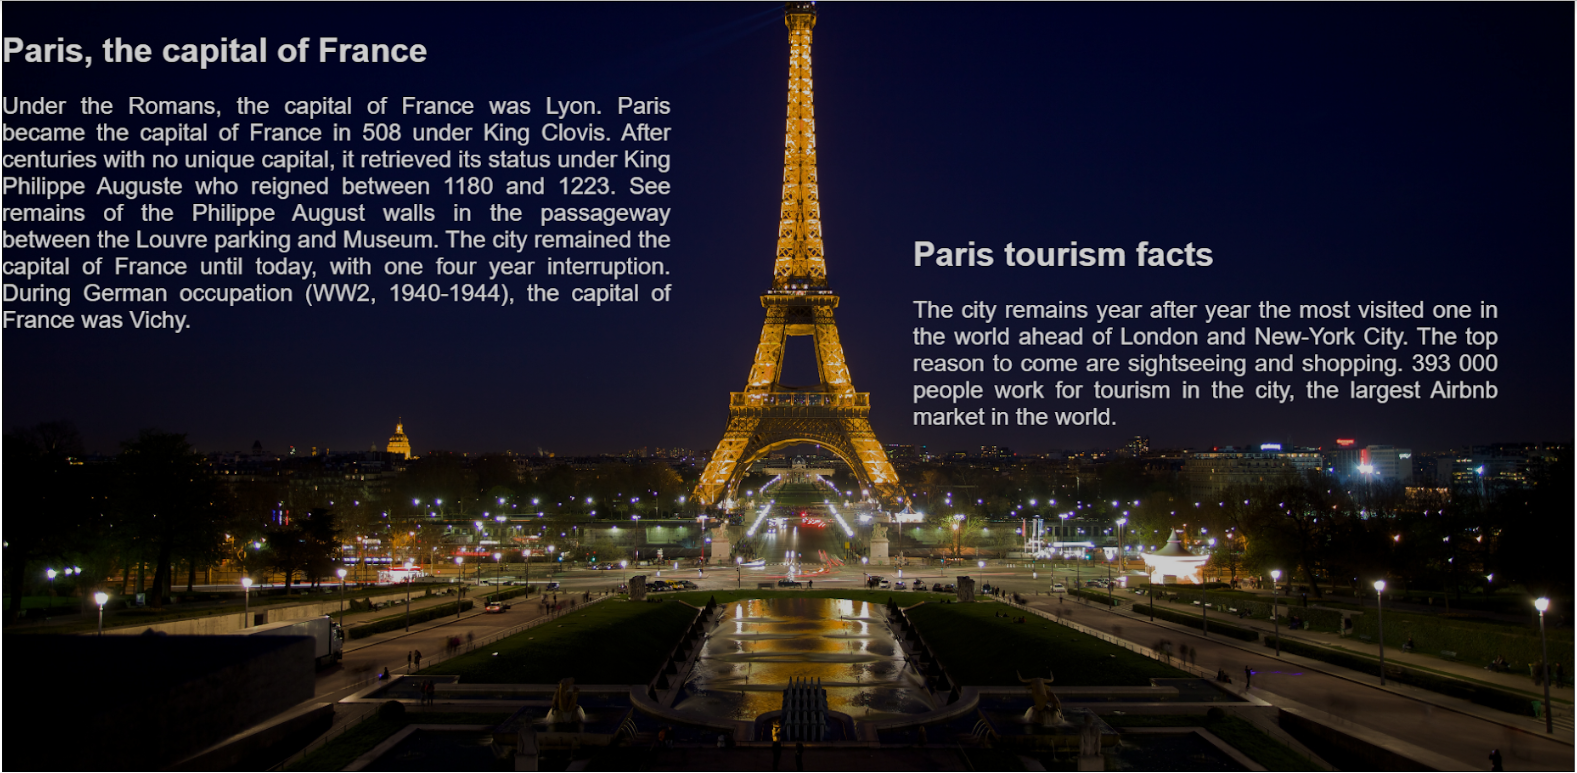 Paris, the capital of France
Under the Romans, the capital of France was Lyon. Paris
became the capital of France in 508 under King Clovis. After
centuries with no unique capital, it retrieved its status under King
Philippe Auguste who reigned between 1180 and 1223. See
remains of the Philippe August walls in the passageway
between the Louvre parking and Museum. The city remained the
capital of France until today, with one four year interruption.
During German occupation (WW2, 1940-1944), the capital of
France was Vichy.
Paris tourism facts
The city remains year after year the most visited one in
the world ahead of London and New-York City. The top
reason to come are sightseeing and shopping. 393 000
people work for tourism in the city, the largest Airbnb
market in the world.